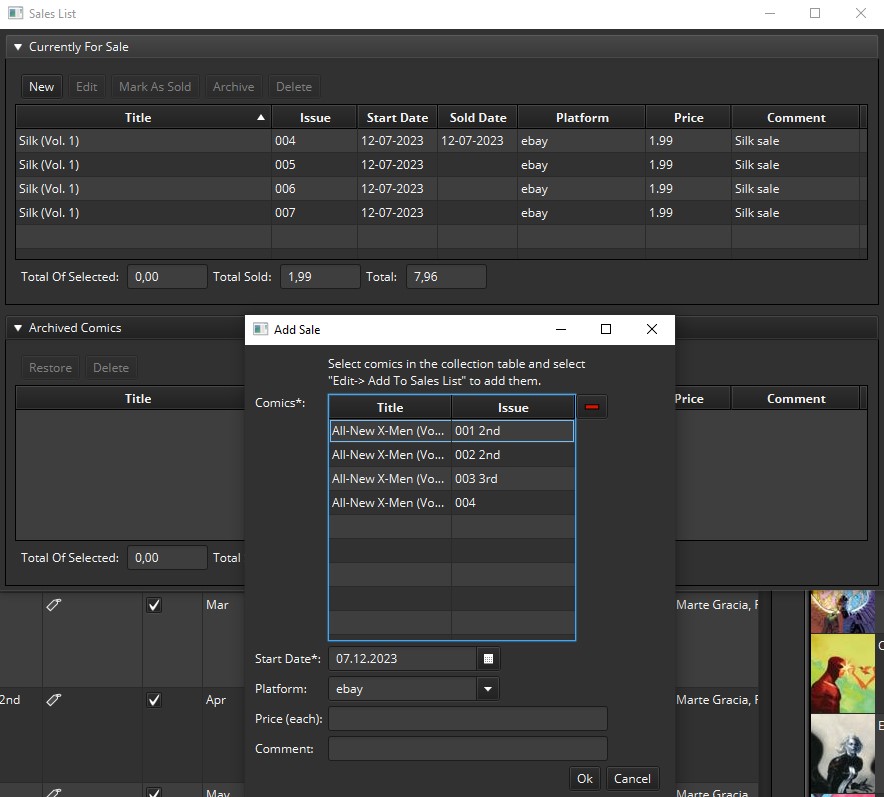 Sales List
Currently For Sale
New Edit Mark As Sold Archive Delete
Title Issue Start Date Sold Date Platform Price Comment
Silk (Vol. 1) 004 12-07-2023 12-07-2023 ebay 1.99 Silk sale
Silk (Vol. 1) 005 12-07-2023 ebay 1.99 Silk sale
Silk (Vol. 1) 006 12-07-2023 ebay 1.99 Silk sale
Silk (Vol. 1) 007 12-07-2023 ebay 1.99 Silk sale
Total Of Selected: 0,00 Total Sold: 1,99 Total: 7,96
Archived Comics
Restore Delete
Title Price Comment
Total Of Selected: 0,00 Total
Add Sale
Select comics in the collection table and select
"Edit-> Add To Sales List" to add them.
Comics*:
Title Issue
All-New X-Men (Vo... 001 2nd
All-New X-Men (Vo... 002 2nd
All-New X-Men (Vo... 003 3rd
All-New X-Men (Vo... 004
Start Date*: 07.12.2023
Platform: ebay
Price (each):
Comment:
Ok Cancel
Mar Marte Gracia,
2nd Apr Marte Gracia,
May Marte Gracia